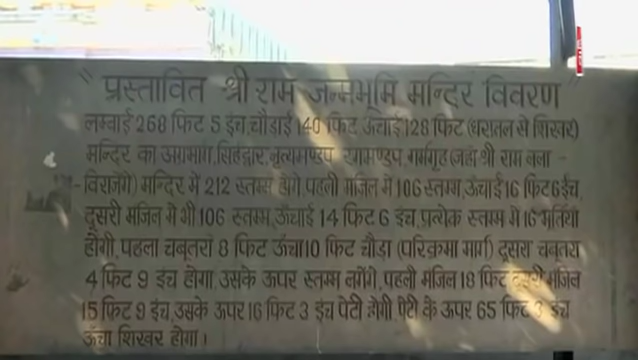 " प्रस्तावित श्री राम जन्मभूमि मन्दिर विवरण
लम्बाई 268 फिट 5 इंच, चौडाई 140 फिट, ऊँचाई 128 फिट (धरातल से शिखर)
मन्दिर का अग्रभाग, सिंहद्वार, नृत्यमण्डप रंगमण्डप गर्भगृह (जहां श्री राम लला -
- विराजेंगे) मन्दिर में 212 स्तम्भ होंगे, पहली मंजिल में 106 स्तम्भ, ऊँचाई 16 फिट 6 ईंच,
दूसरी मंजिल में भी 106 स्तम्भ, ऊँचाई 14 फिट 6 इंच, प्रत्येक स्तम्भ में 16 मूर्तियां
होंगी, पहला चबूतरा 8 फिट ऊँचा 10 फिट चौड़ा (परिक्रमा मार्ग) दूसरा चबूतरा
4 फिट 9 इंच होगा, उसके ऊपर स्तम्भ लगेंगे, पहली मंजिल 18 फिट दूसरी मंजिल
15 फिट 9 इंच, उसके ऊपर 16 फिट 3 इंच पेटी होगी पेटी के ऊपर 65 फिट 3 इंच
ऊँचा शिखर होगा।